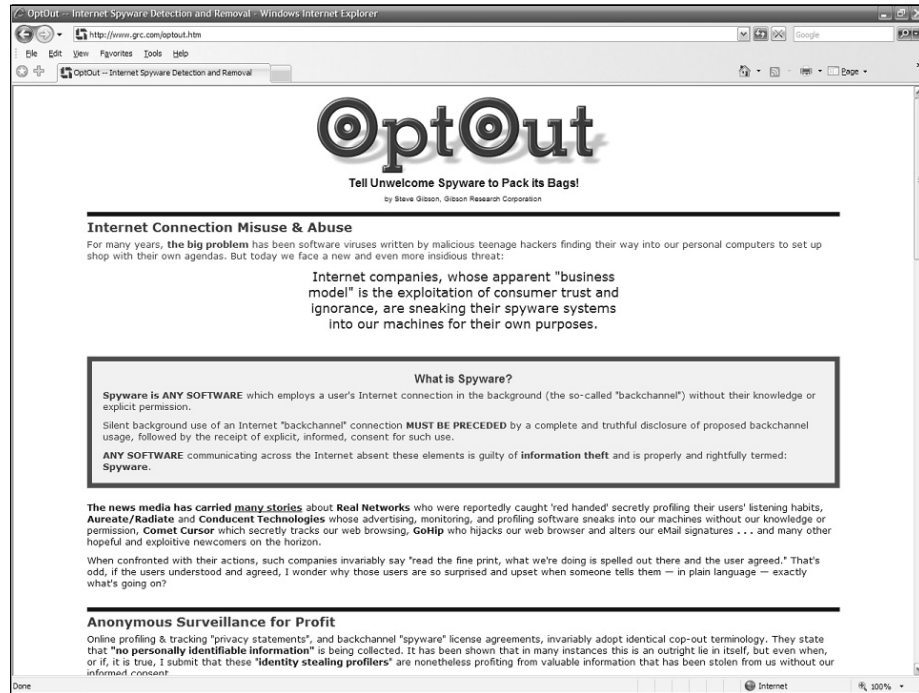 OptOut -- Internet Spyware Detection and Removal - Windows Internet Explorer
http://www.grc.com/optout.htm
Google
File Edit View Favorites Tools Help
OptOut -- Internet Spyware Detection and Removal
Page
OptOut
Tell Unwelcome Spyware to Pack its Bags!
by Steve Gibson, Gibson Research Corporation
Internet Connection Misuse & Abuse
For many years, the big problem has been software viruses written by malicious teenage hackers finding their way into our personal computers to set up
shop with their own agendas. But today we face a new and even more insidious threat:
Internet companies, whose apparent "business
model" is the exploitation of consumer trust and
ignorance, are sneaking their spyware systems
into our machines for their own purposes.
What is Spyware?
Spyware is ANY SOFTWARE which employs a user's Internet connection in the background (the so-called "backchannel") without their knowledge or
explicit permission.
Silent background use of an Internet "backchannel" connection MUST BE PRECEDED by a complete and truthful disclosure of proposed backchannel
usage, followed by the receipt of explicit, informed, consent for such use.
ANY SOFTWARE communicating across the Internet absent these elements is guilty of information theft and is properly and rightfully termed:
Spyware.
The news media has carried many stories about Real Networks who were reportedly caught 'red handed' secretly profiling their users' listening habits,
Aureate/Radiate and Conducent Technologies whose advertising, monitoring, and profiling software sneaks into our machines without our knowledge or
permission, Comet Cursor which secretly tracks our web browsing, GoHip who hijacks our web browser and alters our eMail signatures . . . and many other
hopeful and exploitive newcomers on the horizon.
When confronted with their actions, such companies invariably say "read the fine print, what we're doing is spelled out there and the user agreed." That's
odd, if the users understood and agreed, I wonder why those users are so surprised and upset when someone tells them — in plain language — exactly
what's going on?
Anonymous Surveillance for Profit
Online profiling & tracking "privacy statements", and backchannel "spyware" license agreements, invariably adopt identical cop-out terminology. They state
that "no personally identifiable information" is being collected. It has been shown that in many instances this is an outright lie in itself, but even when,
or if, it is true, I submit that these "identity stealing profilers" are nonetheless profiting from valuable information that has been stolen from us without our
informed consent
Done
Internet
100%